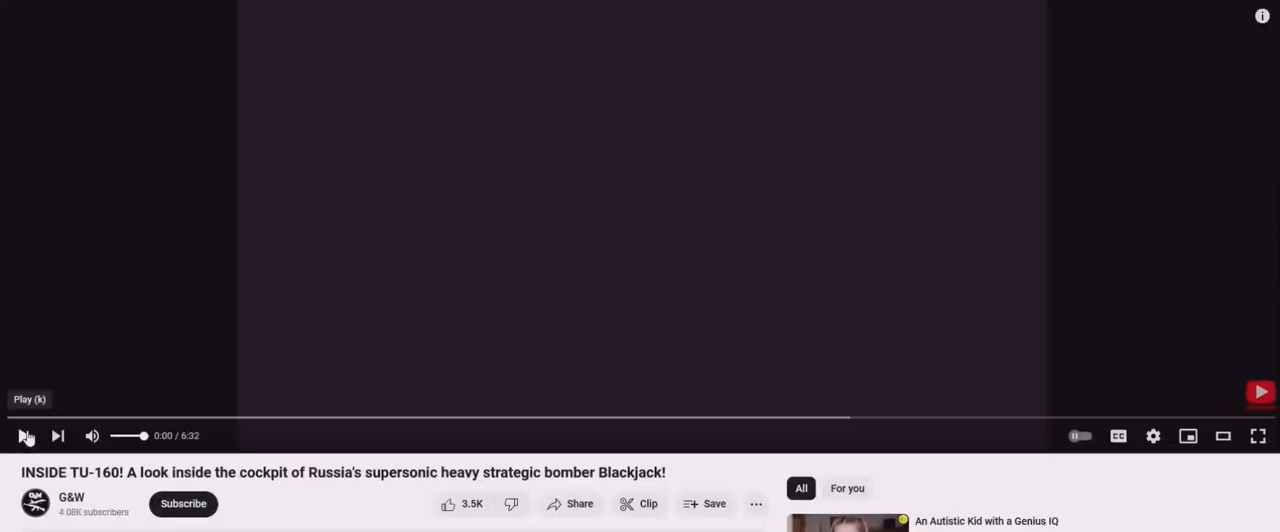 Play (k)
0:00 / 6:32
CC
INSIDE TU-160! A look inside the cockpit of Russia's supersonic heavy strategic bomber Blackjack!
G&W
4.08K subscribers
Subscribe
3.5K
Share
Clip
Save
All
For you
An Autistic Kid with a Genius IQ